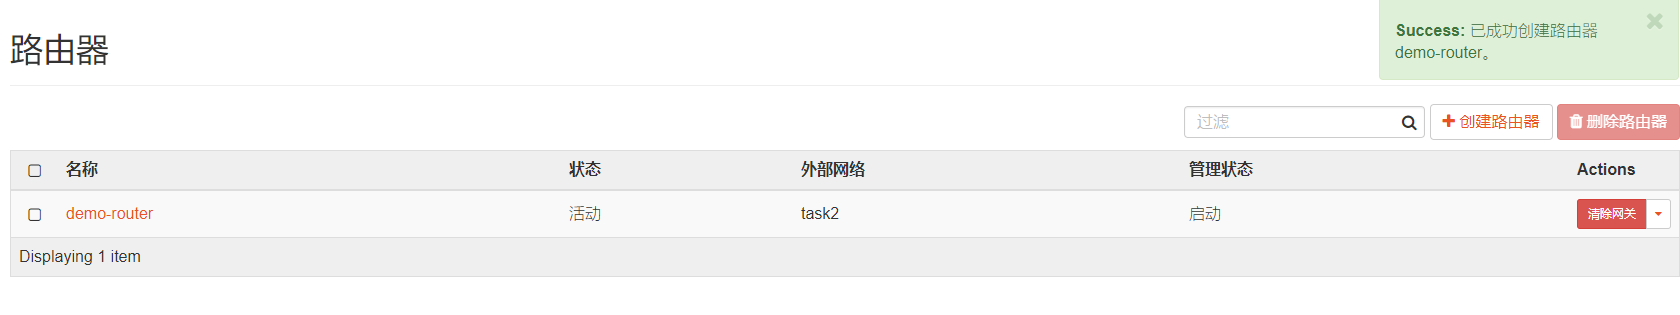 路由器
Success: 已成功创建路由器
demo-router。
过滤
创建路由器
删除路由器
名称 状态 外部网络 管理状态 Actions
demo-router 活动 task2 启动 清除网关
Displaying 1 item